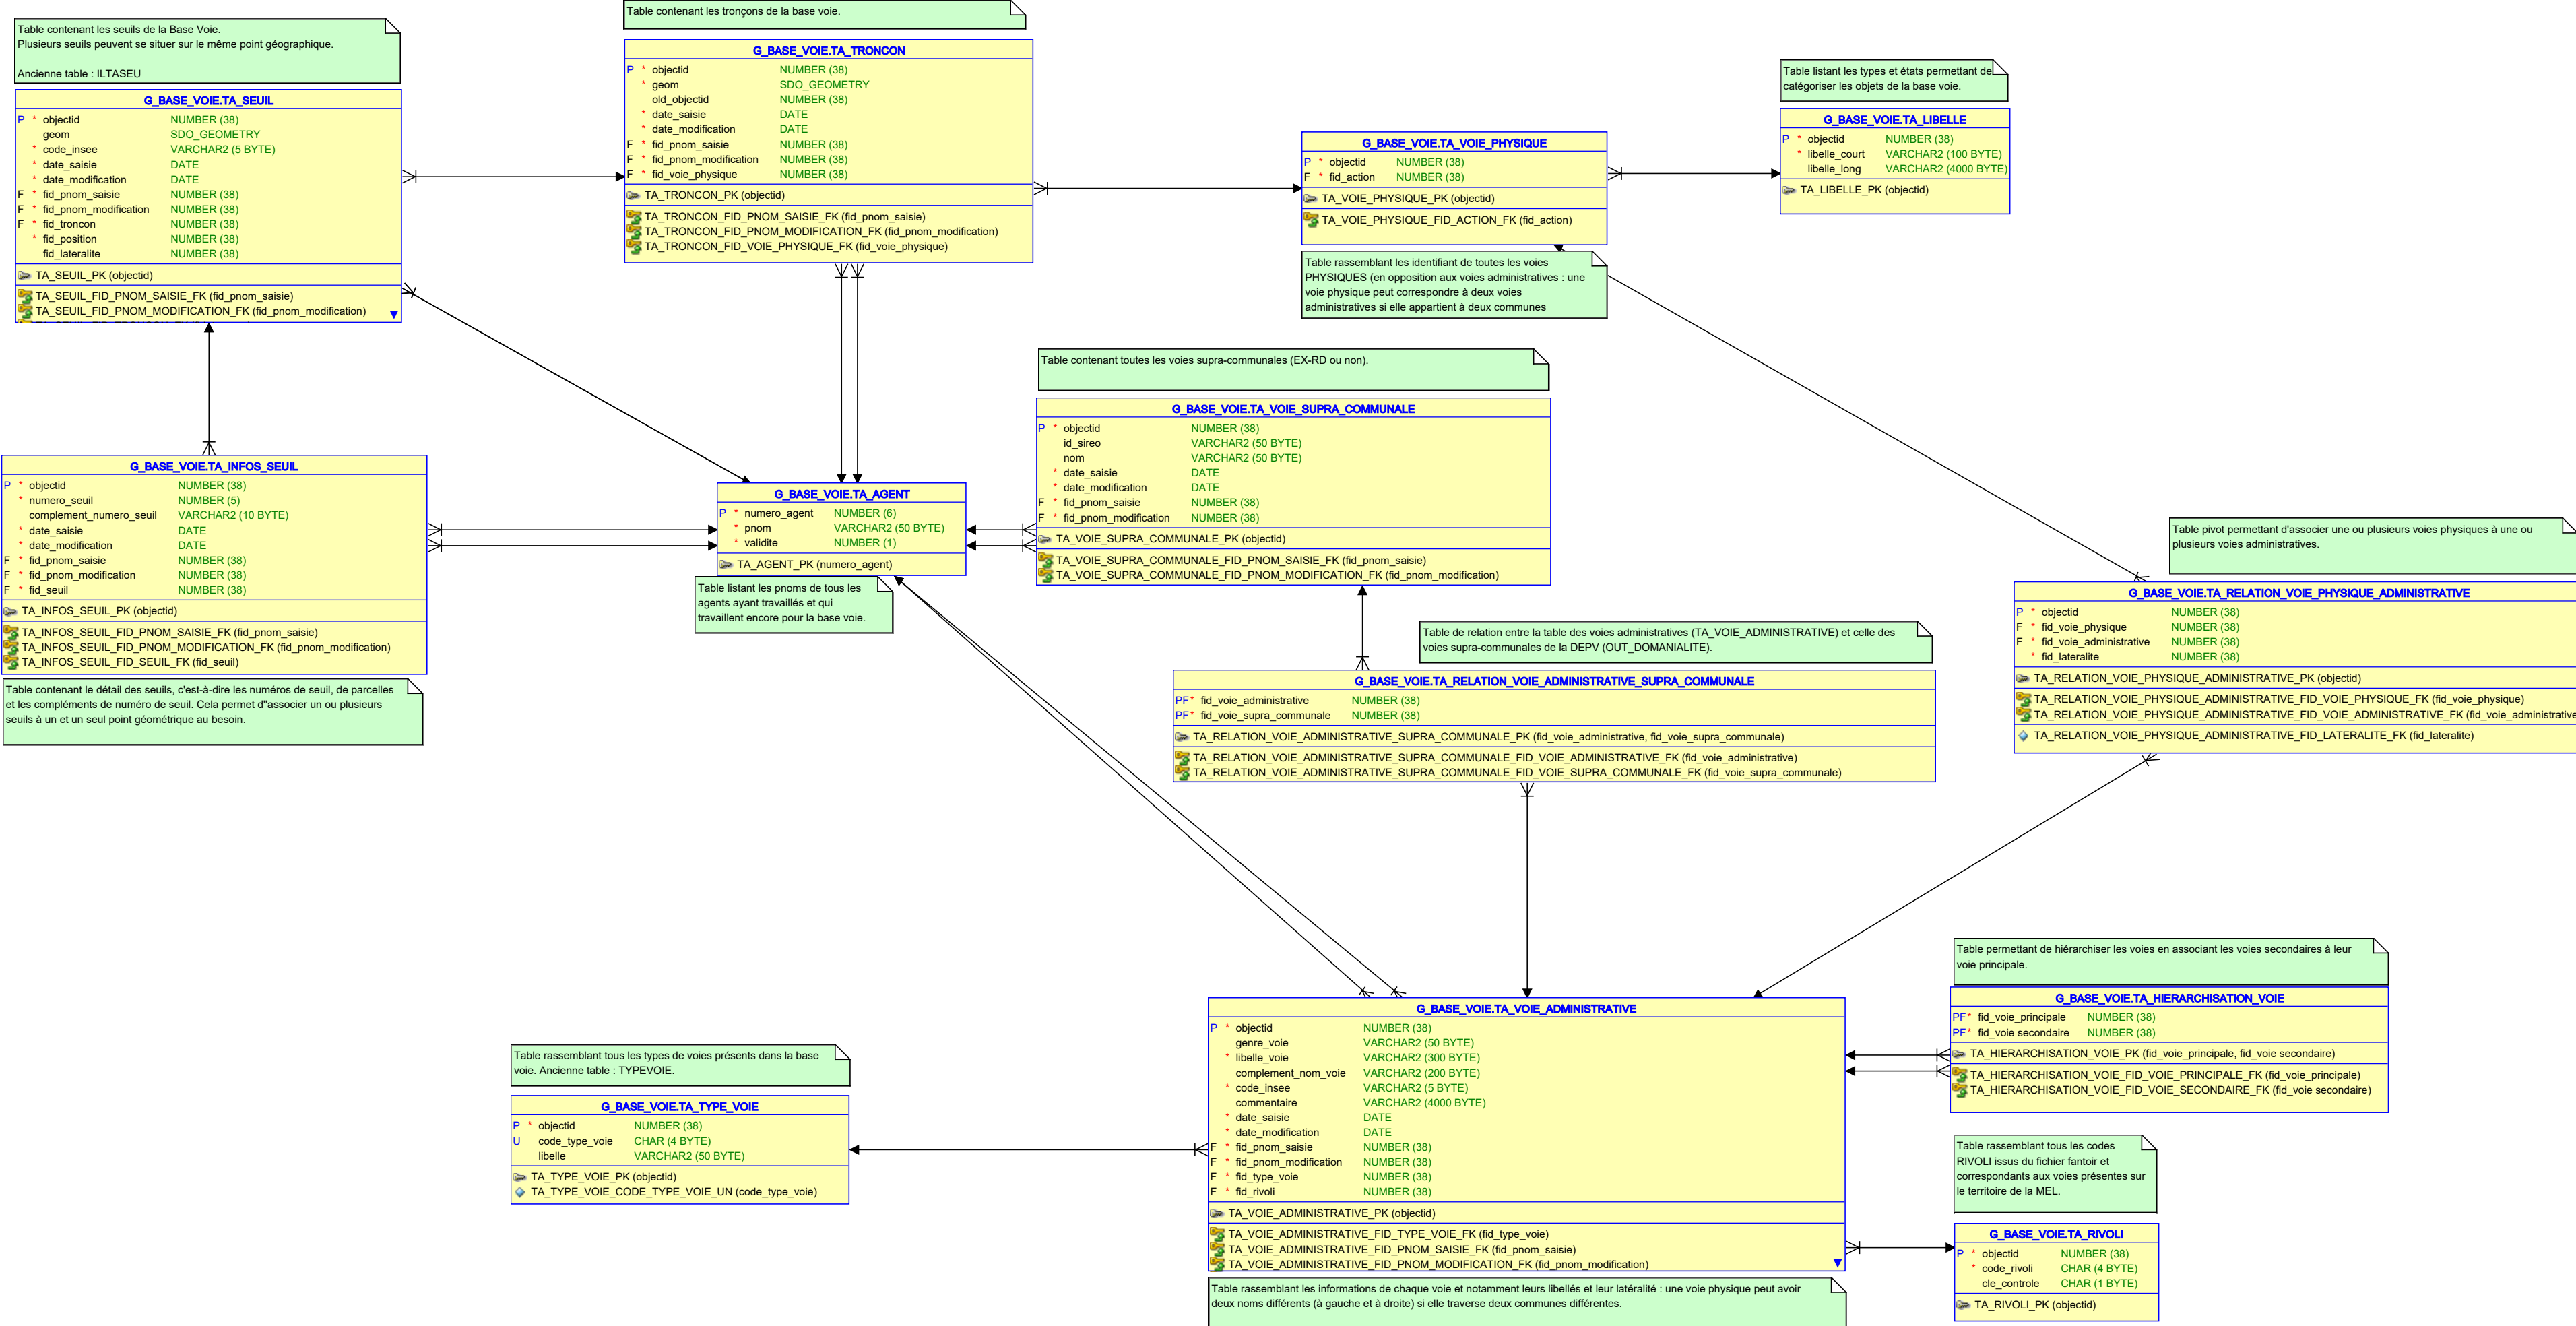 Table contenant les seuils de la Base Voie.
Plusieurs seuils peuvent se situer sur le même point géographique.
Ancienne table : ILTASEU
G_BASE_VOIE.TA_SEUIL
P * objectid NUMBER (38)
geom SDO_GEOMETRY
* code_insee VARCHAR2 (5 BYTE)
* date_saisie DATE
* date_modification DATE
F * fid_pnom_saisie NUMBER (38)
F * fid_pnom_modification NUMBER (38)
F * fid_troncon NUMBER (38)
* fid_position NUMBER (38)
fid_lateralite NUMBER (38)
TA_SEUIL_PK (objectid)
TA_SEUIL_FID_PNOM_SAISIE_FK (fid_pnom_saisie)
TA_SEUIL_FID_PNOM_MODIFICATION_FK (fid_pnom_modification)
Table contenant les tronçons de la base voie.
G_BASE_VOIE.TA_TRONCON
P * objectid NUMBER (38)
* geom SDO_GEOMETRY
old_objectid NUMBER (38)
* date_saisie DATE
* date_modification DATE
F * fid_pnom_saisie NUMBER (38)
F * fid_pnom_modification NUMBER (38)
F * fid_voie_physique NUMBER (38)
TA_TRONCON_PK (objectid)
TA_TRONCON_FID_PNOM_SAISIE_FK (fid_pnom_saisie)
TA_TRONCON_FID_PNOM_MODIFICATION_FK (fid_pnom_modification)
TA_TRONCON_FID_VOIE_PHYSIQUE_FK (fid_voie_physique)
G_BASE_VOIE.TA_VOIE_PHYSIQUE
P * objectid NUMBER (38)
F * fid_action NUMBER (38)
TA_VOIE_PHYSIQUE_PK (objectid)
TA_VOIE_PHYSIQUE_FID_ACTION_FK (fid_action)
Table rassemblant les identifiant de toutes les voies
PHYSIQUES (en opposition aux voies administratives : une
voie physique peut correspondre à deux voies
administratives si elle appartient à deux communes
Table listant les types et états permettant de
catégoriser les objets de la base voie.
G_BASE_VOIE.TA_LIBELLE
P * objectid NUMBER (38)
* libelle_court VARCHAR2 (100 BYTE)
libelle_long VARCHAR2 (4000 BYTE)
TA_LIBELLE_PK (objectid)
G_BASE_VOIE.TA_INFOS_SEUIL
P * objectid NUMBER (38)
* numero_seuil NUMBER (5)
complement_numero_seuil VARCHAR2 (10 BYTE)
* date_saisie DATE
* date_modification DATE
F * fid_pnom_saisie NUMBER (38)
F * fid_pnom_modification NUMBER (38)
F * fid_seuil NUMBER (38)
TA_INFOS_SEUIL_PK (objectid)
TA_INFOS_SEUIL_FID_PNOM_SAISIE_FK (fid_pnom_saisie)
TA_INFOS_SEUIL_FID_PNOM_MODIFICATION_FK (fid_pnom_modification)
TA_INFOS_SEUIL_FID_SEUIL_FK (fid_seuil)
Table contenant le détail des seuils, c'est-à-dire les numéros de seuil, de parcelles
et les compléments de numéro de seuil. Cela permet d''associer un ou plusieurs
seuils à un et un seul point géométrique au besoin.
G_BASE_VOIE.TA_AGENT
P * numero_agent NUMBER (6)
* pnom VARCHAR2 (50 BYTE)
* validite NUMBER (1)
TA_AGENT_PK (numero_agent)
Table listant les pnoms de tous les
agents ayant travaillés et qui
travaillent encore pour la base voie.
Table contenant toutes les voies supra-communales (EX-RD ou non).
G_BASE_VOIE.TA_VOIE_SUPRA_COMMUNALE
P * objectid NUMBER (38)
id_sireo VARCHAR2 (50 BYTE)
nom VARCHAR2 (50 BYTE)
* date_saisie DATE
* date_modification DATE
F * fid_pnom_saisie NUMBER (38)
F * fid_pnom_modification NUMBER (38)
TA_VOIE_SUPRA_COMMUNALE_PK (objectid)
TA_VOIE_SUPRA_COMMUNALE_FID_PNOM_SAISIE_FK (fid_pnom_saisie)
TA_VOIE_SUPRA_COMMUNALE_FID_PNOM_MODIFICATION_FK (fid_pnom_modification)
Table de relation entre la table des voies administratives (TA_VOIE_ADMINISTRATIVE) et celle des
voies supra-communales de la DEPV (OUT_DOMANIALITE).
G_BASE_VOIE.TA_RELATION_VOIE_ADMINISTRATIVE_SUPRA_COMMUNALE
PF * fid_voie_administrative NUMBER (38)
PF * fid_voie_supra_communale NUMBER (38)
TA_RELATION_VOIE_ADMINISTRATIVE_SUPRA_COMMUNALE_PK (fid_voie_administrative, fid_voie_supra_communale)
TA_RELATION_VOIE_ADMINISTRATIVE_SUPRA_COMMUNALE_FID_VOIE_ADMINISTRATIVE_FK (fid_voie_administrative)
TA_RELATION_VOIE_ADMINISTRATIVE_SUPRA_COMMUNALE_FID_VOIE_SUPRA_COMMUNALE_FK (fid_voie_supra_communale)
Table pivot permettant d'associer une ou plusieurs voies physiques à une ou
plusieurs voies administratives.
G_BASE_VOIE.TA_RELATION_VOIE_PHYSIQUE_ADMINISTRATIVE
P * objectid NUMBER (38)
F * fid_voie_physique NUMBER (38)
F * fid_voie_administrative NUMBER (38)
* fid_lateralite NUMBER (38)
TA_RELATION_VOIE_PHYSIQUE_ADMINISTRATIVE_PK (objectid)
TA_RELATION_VOIE_PHYSIQUE_ADMINISTRATIVE_FID_VOIE_PHYSIQUE_FK (fid_voie_physique)
TA_RELATION_VOIE_PHYSIQUE_ADMINISTRATIVE_FID_VOIE_ADMINISTRATIVE_FK (fid_voie_administrative
TA_RELATION_VOIE_PHYSIQUE_ADMINISTRATIVE_FID_LATERALITE_FK (fid_lateralite)
Table permettant de hiérarchiser les voies en associant les voies secondaires à leur
voie principale.
G_BASE_VOIE.TA_HIERARCHISATION_VOIE
PF * fid_voie_principale NUMBER (38)
PF * fid_voie secondaire NUMBER (38)
TA_HIERARCHISATION_VOIE_PK (fid_voie_principale, fid_voie secondaire)
TA_HIERARCHISATION_VOIE_FID_VOIE_PRINCIPALE_FK (fid_voie_principale)
TA_HIERARCHISATION_VOIE_FID_VOIE_SECONDAIRE_FK (fid_voie secondaire)
Table rassemblant tous les types de voies présents dans la base
voie. Ancienne table : TYPEVOIE.
G_BASE_VOIE.TA_TYPE_VOIE
P * objectid NUMBER (38)
U code_type_voie CHAR (4 BYTE)
libelle VARCHAR2 (50 BYTE)
TA_TYPE_VOIE_PK (objectid)
TA_TYPE_VOIE_CODE_TYPE_VOIE_UN (code_type_voie)
G_BASE_VOIE.TA_VOIE_ADMINISTRATIVE
P * objectid NUMBER (38)
genre_voie VARCHAR2 (50 BYTE)
* libelle_voie VARCHAR2 (300 BYTE)
complement_nom_voie VARCHAR2 (200 BYTE)
* code_insee VARCHAR2 (5 BYTE)
commentaire VARCHAR2 (4000 BYTE)
* date_saisie DATE
* date_modification DATE
F * fid_pnom_saisie NUMBER (38)
F * fid_pnom_modification NUMBER (38)
F * fid_type_voie NUMBER (38)
F * fid_rivoli NUMBER (38)
TA_VOIE_ADMINISTRATIVE_PK (objectid)
TA_VOIE_ADMINISTRATIVE_FID_TYPE_VOIE_FK (fid_type_voie)
TA_VOIE_ADMINISTRATIVE_FID_PNOM_SAISIE_FK (fid_pnom_saisie)
TA_VOIE_ADMINISTRATIVE_FID_PNOM_MODIFICATION_FK (fid_pnom_modification)
Table rassemblant les informations de chaque voie et notamment leurs libellés et leur latéralité : une voie physique peut avoir
deux noms différents (à gauche et à droite) si elle traverse deux communes différentes.
Table rassemblant tous les codes
RIVOLI issus du fichier fantoir et
correspondants aux voies présentes sur
le territoire de la MEL.
G_BASE_VOIE.TA_RIVOLI
P * objectid NUMBER (38)
* code_rivoli CHAR (4 BYTE)
cle_controle CHAR (1 BYTE)
TA_RIVOLI_PK (objectid)